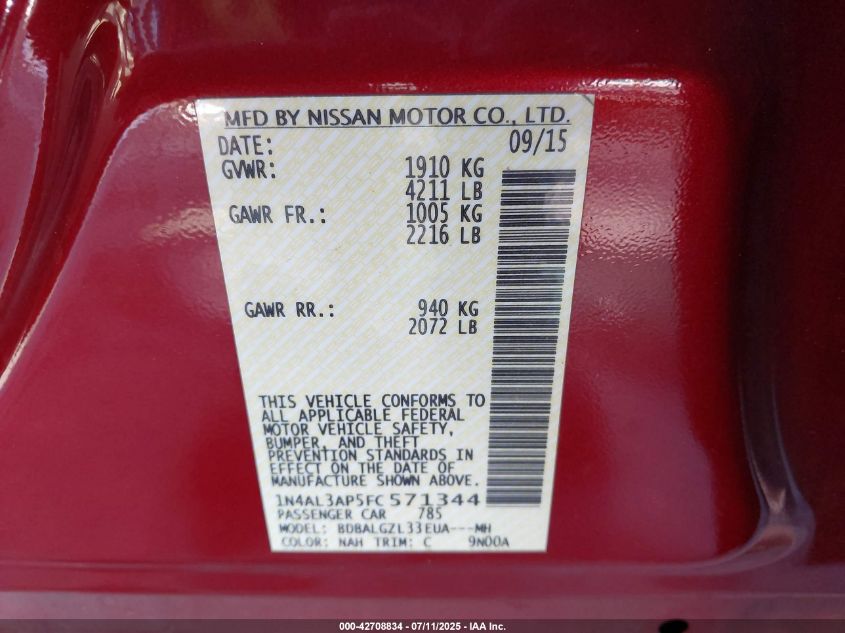 MFD BY NISSAN MOTOR CO., LTD.
DATE: 09/15
GVWR: 1910 KG
4211 LB
GAWR FR.: 1005 KG
2216 LB
GAWR RR.: 940 KG
2072 LB
THIS VEHICLE CONFORMS TO
ALL APPLICABLE FEDERAL
MOTOR VEHICLE SAFETY,
BUMPER, AND THEFT
PREVENTION STANDARDS IN
EFFECT ON THE DATE OF
MANUFACTURE SHOWN ABOVE.
1N4AL3AP5FC571344
PASSENGER CAR 785
MODEL: BDBALGZL33EUA---MH
COLOR: NAH TRIM: C 9N00A
000-42708834 - 07/11/2025 - IAA Inc.